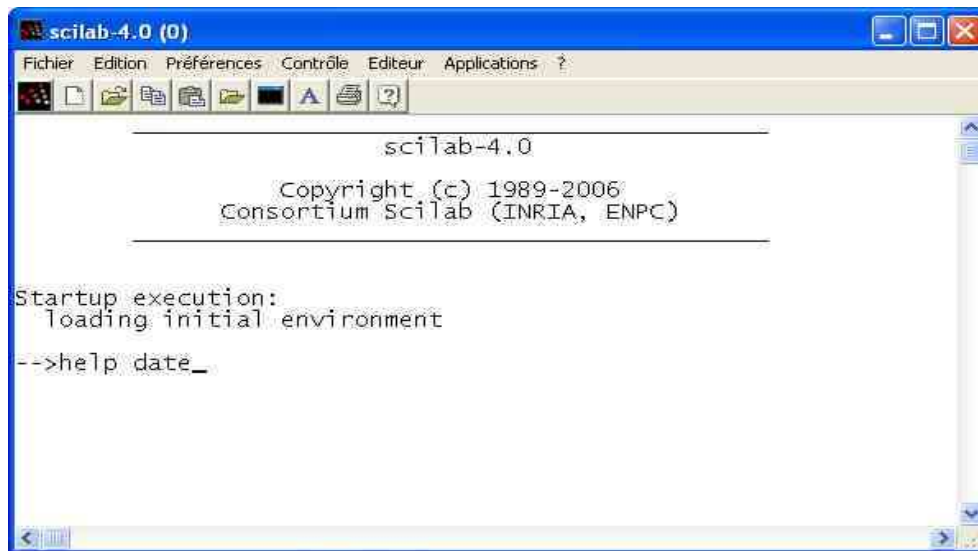 scilab-4.0 (0)
Fichier Edition Préférences Contrôle Editeur Applications ?
A
scilab-4.0
Copyright (c) 1989-2006
Consortium Scilab (INRIA, ENPC)
Startup execution:
loading initial environment
-->help date_